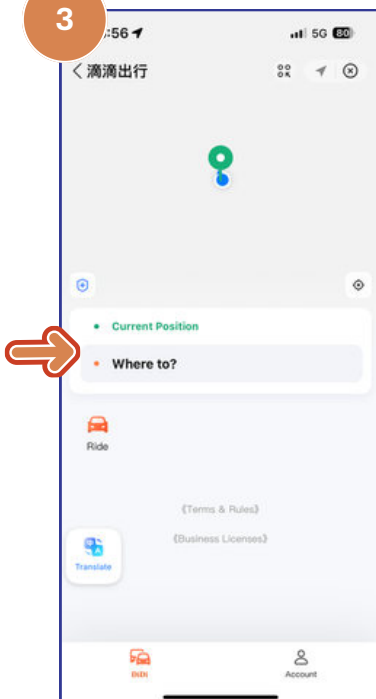 3
:56
5G 80
滴滴出行
Current Position
Where to?
Ride
《Terms & Rules》
《Business Licenses》
Translate
DiDi
Account